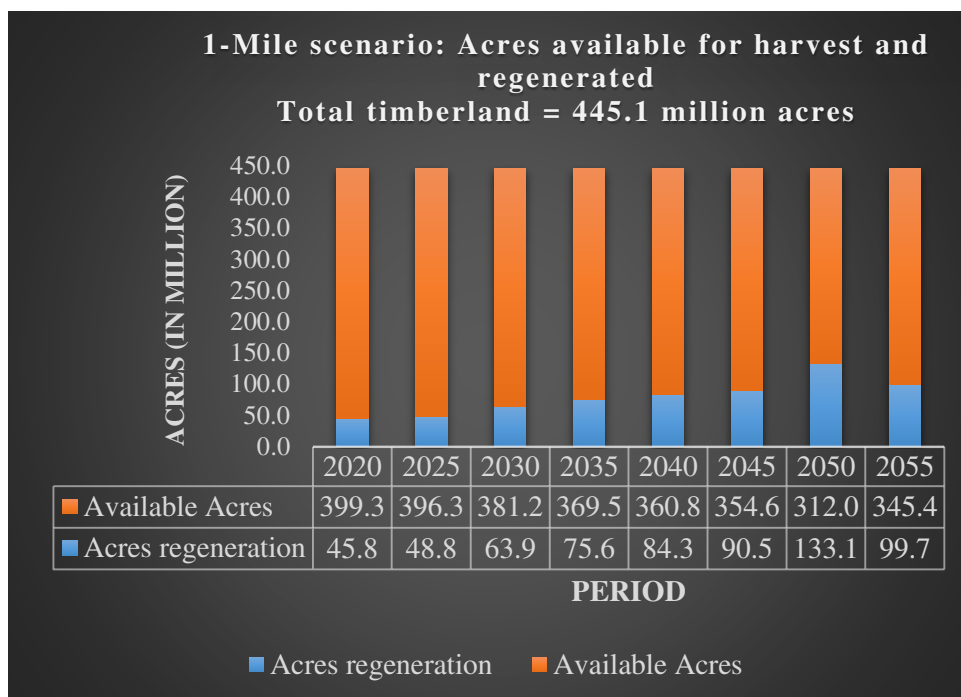 1-Mile scenario: Acres available for harvest and
regenerated
Total timberland = 445.1 million acres
ACRES (IN MILLION)
450.0
400.0
350.0
300.0
250.0
200.0
150.0
100.0
50.0
0.0
2020 2025 2030 2035 2040 2045 2050 2055
Available Acres 399.3 396.3 381.2 369.5 360.8 354.6 312.0 345.4
Acres regeneration 45.8 48.8 63.9 75.6 84.3 90.5 133.1 99.7
PERIOD
Acres regeneration Available Acres